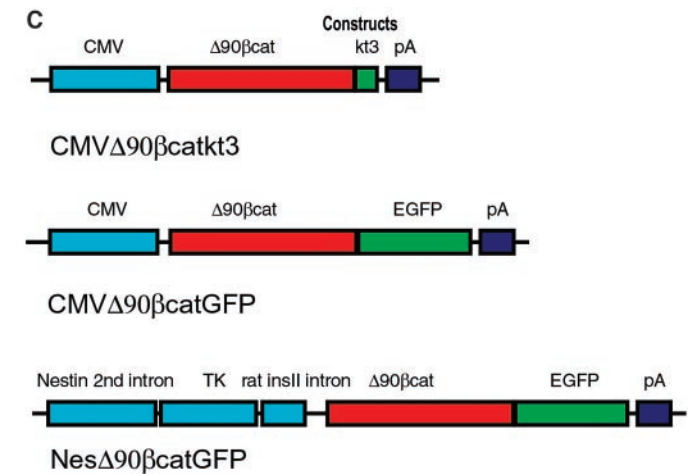 C
Constructs
CMV Δ90βcat kt3 pA
CMVΔ90βcatkt3
CMV Δ90βcat EGFP pA
CMVΔ90βcatGFP
Nestin 2nd intron TK rat insII intron Δ90βcat EGFP pA
NesΔ90βcatGFP